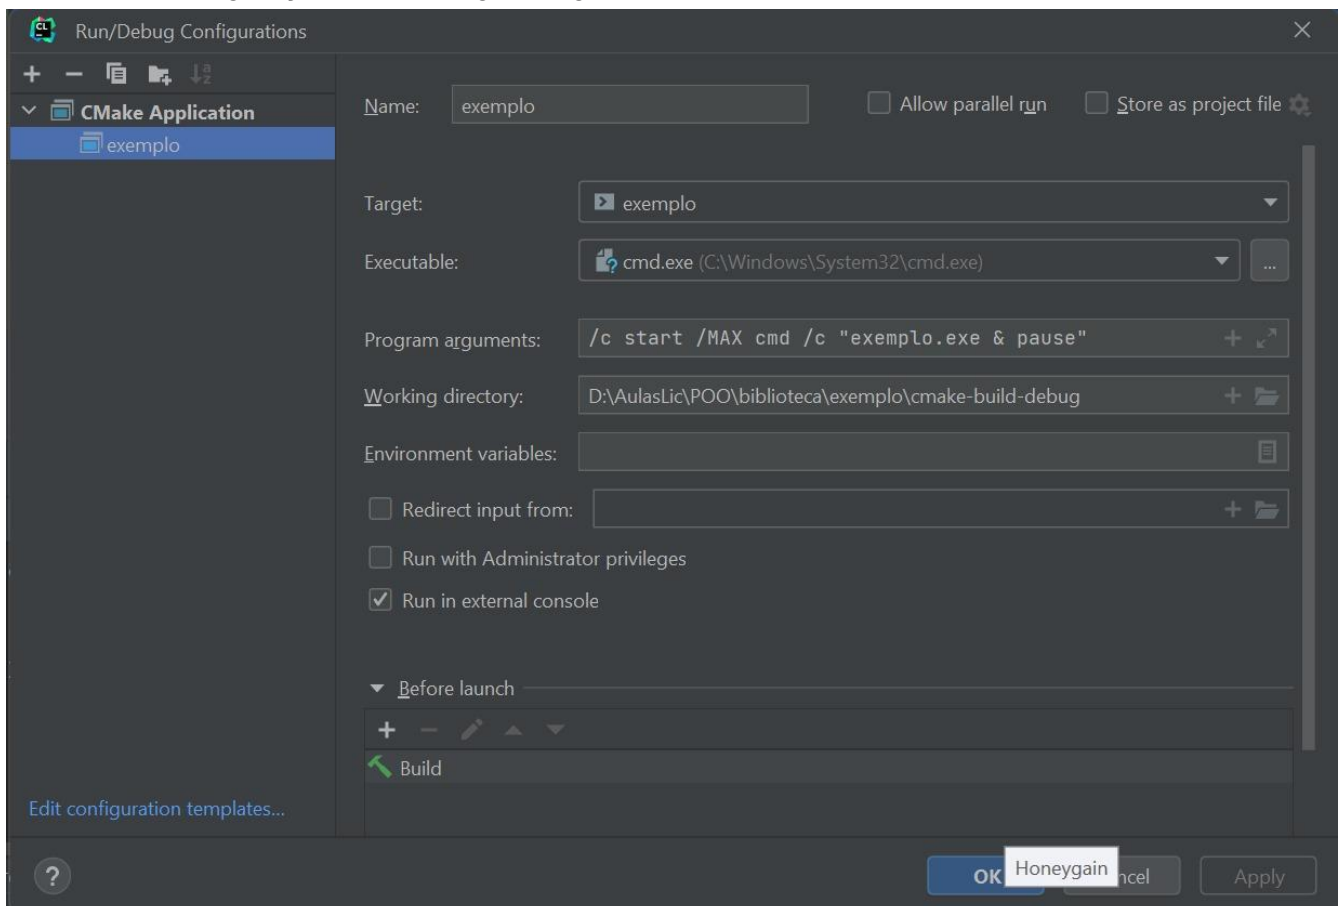 Run/Debug Configurations
CMake Application
exemplo
Name: exemplo
Allow parallel run
Store as project file
Target: exemplo
Executable: cmd.exe (C:\Windows\System32\cmd.exe) ...
Program arguments: /c start /MAX cmd /c "exemplo.exe & pause"
Working directory: D:\AulasLic\POO\biblioteca\exemplo\cmake-build-debug
Environment variables:
Redirect input from:
Run with Administrator privileges
Run in external console
Before launch
Build
Edit configuration templates...
? OK Honeygain ncel Apply